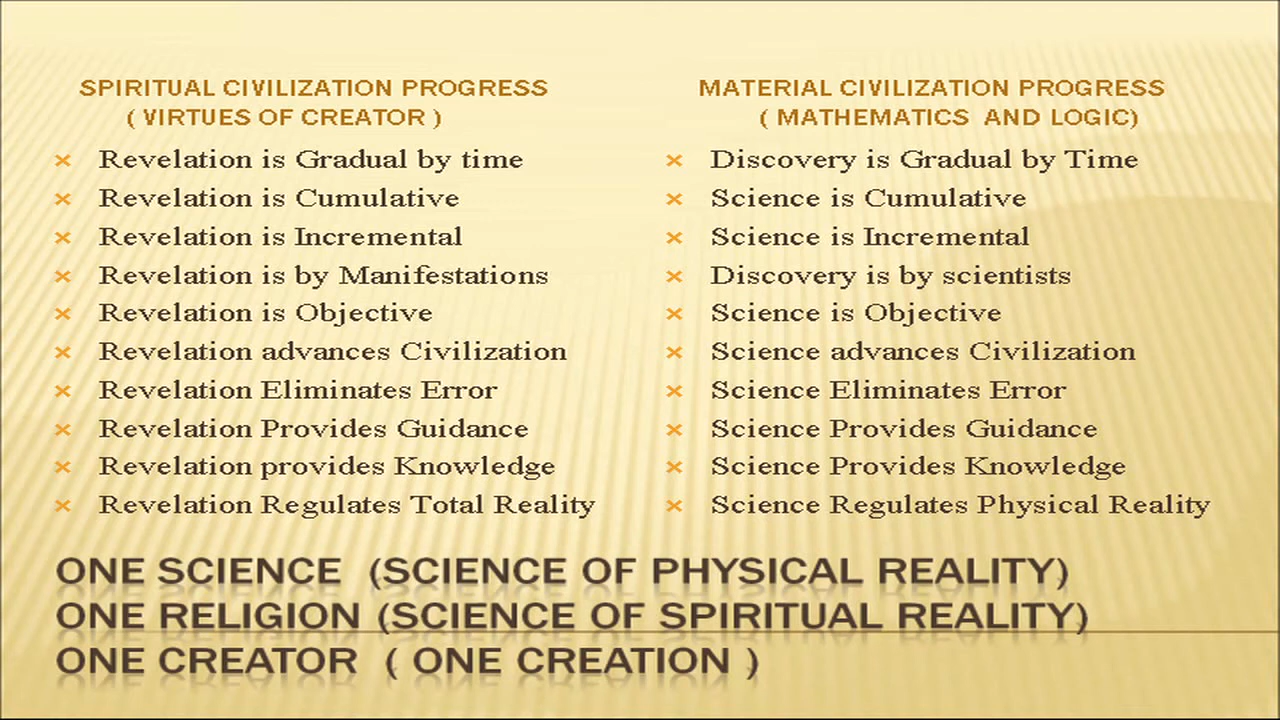 SPIRITUAL CIVILIZATION PROGRESS
( VIRTUES OF CREATOR )
× Revelation is Gradual by time
× Revelation is Cumulative
× Revelation is Incremental
× Revelation is by Manifestations
× Revelation is Objective
× Revelation advances Civilization
× Revelation Eliminates Error
× Revelation Provides Guidance
× Revelation provides Knowledge
× Revelation Regulates Total Reality
MATERIAL CIVILIZATION PROGRESS
( MATHEMATICS AND LOGIC)
× Discovery is Gradual by Time
× Science is Cumulative
× Science is Incremental
× Discovery is by scientists
× Science is Objective
× Science advances Civilization
× Science Eliminates Error
× Science Provides Guidance
× Science Provides Knowledge
× Science Regulates Physical Reality
ONE SCIENCE (SCIENCE OF PHYSICAL REALITY)
ONE RELIGION (SCIENCE OF SPIRITUAL REALITY)
ONE CREATOR ( ONE CREATION )